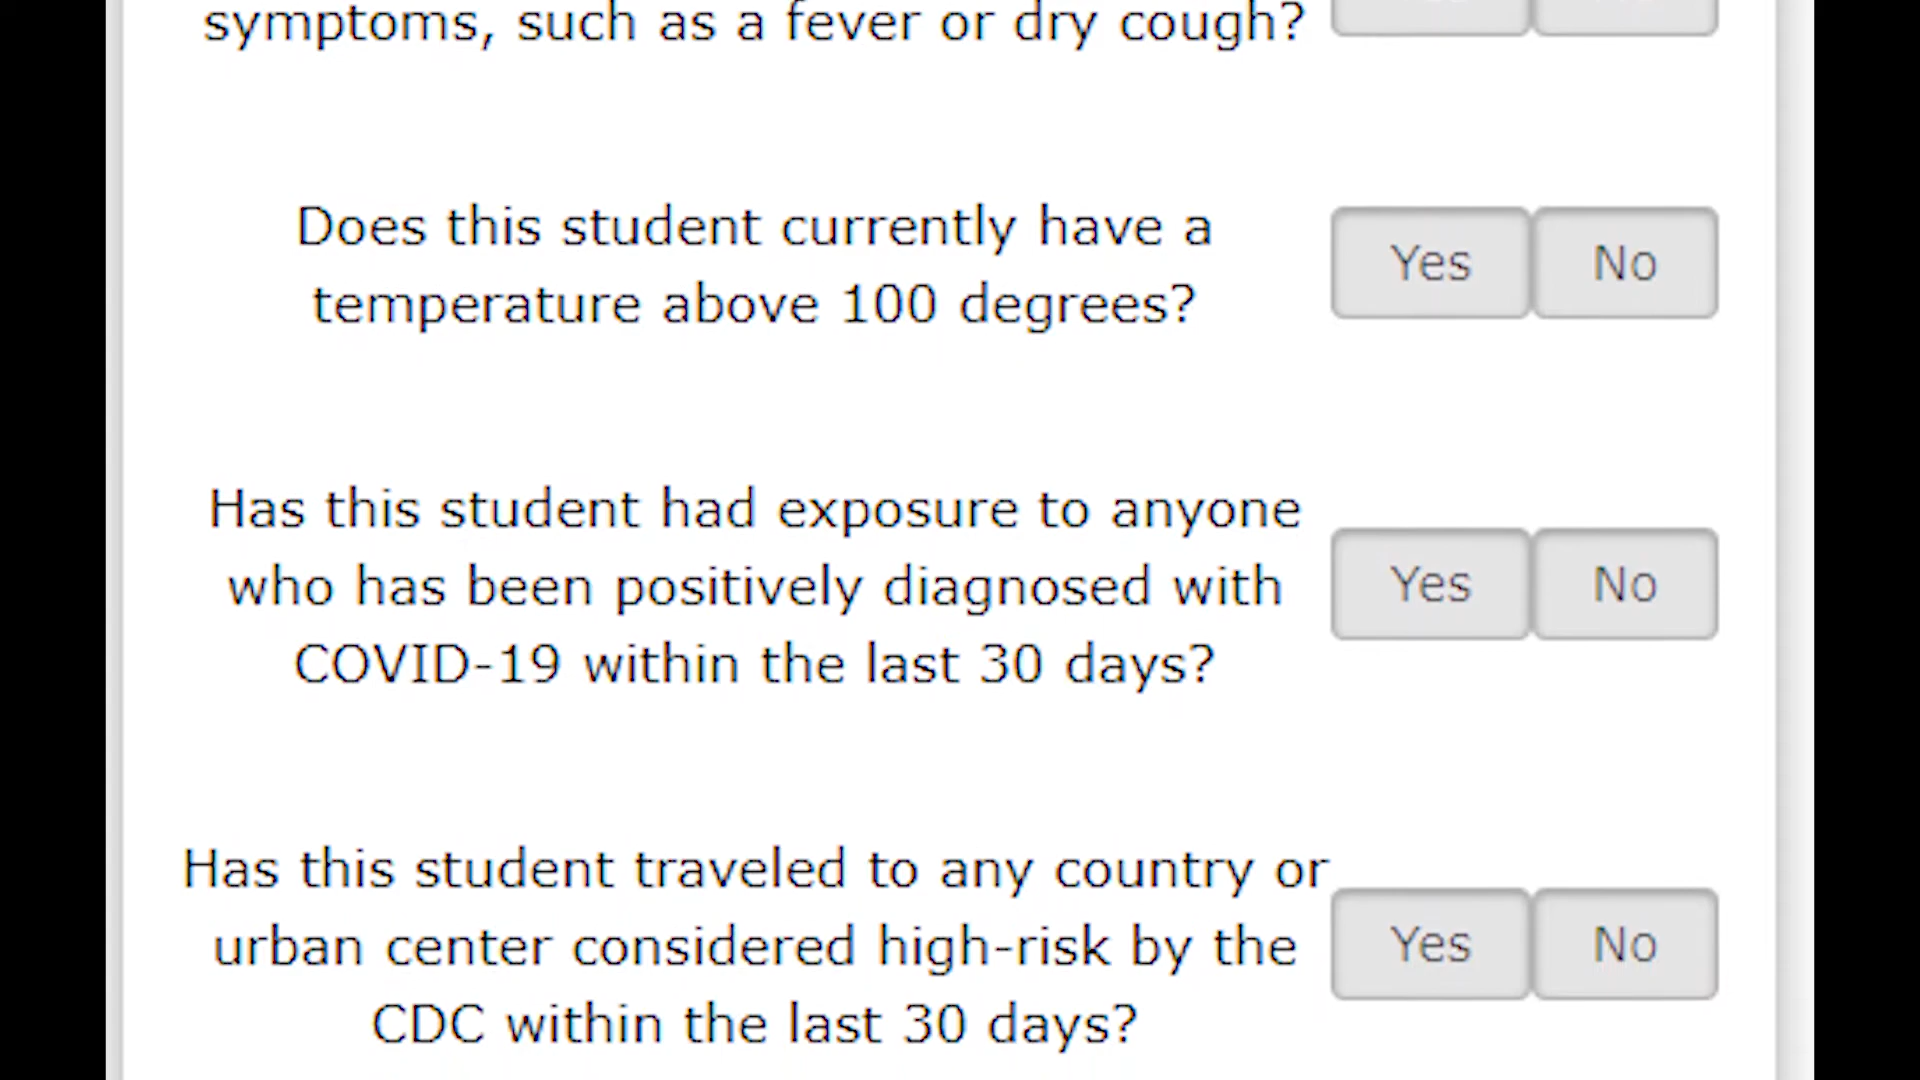 symptoms, such as a fever or dry cough?
Does this student currently have a
temperature above 100 degrees?
Yes No
Has this student had exposure to anyone
who has been positively diagnosed with
COVID-19 within the last 30 days?
Yes No
Has this student traveled to any country or
urban center considered high-risk by the
CDC within the last 30 days?
Yes No